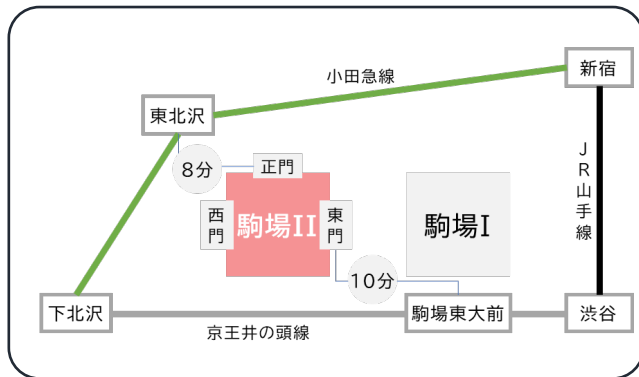 新宿
小田急線
東北沢
JR山手線
8分
正門
西門
駒場II
東門
駒場I
10分
下北沢
駒場東大前
渋谷
京王井の頭線